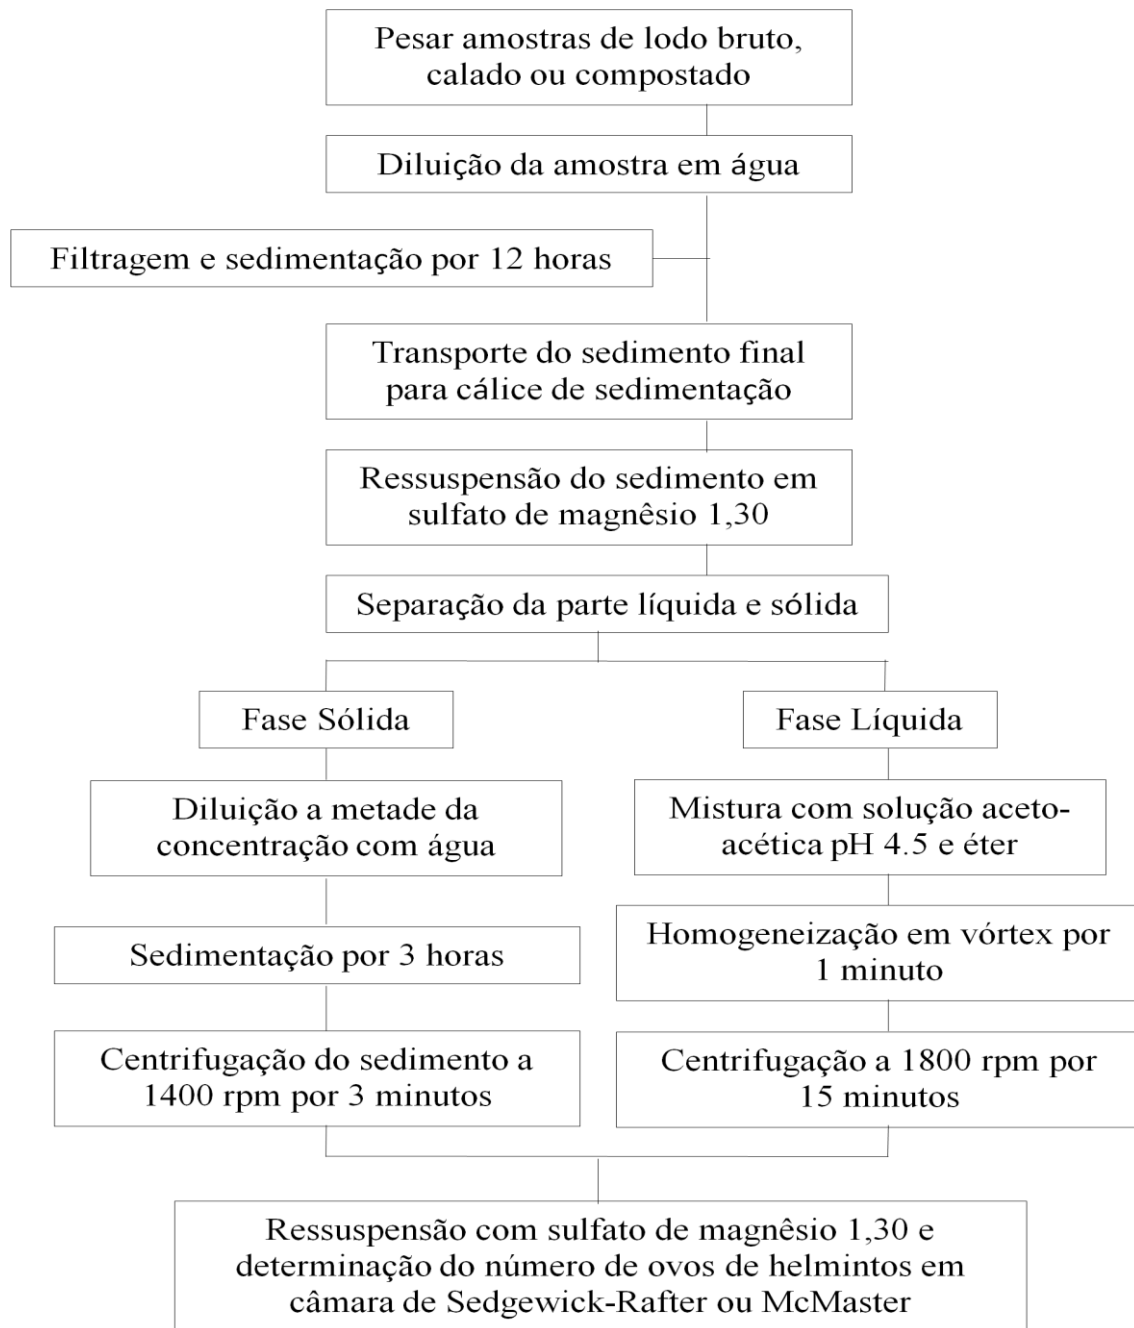 Pesar amostras de lodo bruto,
calado ou compostado
Diluição da amostra em água
Filtragem e sedimentação por 12 horas
Transporte do sedimento final
para cálice de sedimentação
Ressuspensão do sedimento em
sulfato de magnêsio 1,30
Separação da parte líquida e sólida
Fase Sólida
Diluição a metade da
concentração com água
Sedimentação por 3 horas
Centrifugação do sedimento a
1400 rpm por 3 minutos
Fase Líquida
Mistura com solução aceto-
acética pH 4.5 e éter
Homogeneização em vórtex por
1 minuto
Centrifugação a 1800 rpm por
15 minutos
Ressuspensão com sulfato de magnêsio 1,30 e
determinação do número de ovos de helmintos em
câmara de Sedgewick-Rafter ou McMaster